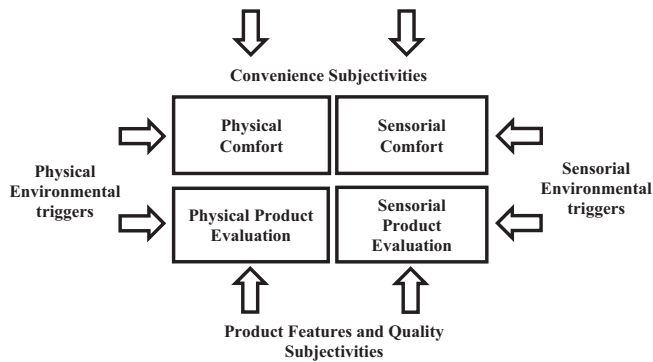 Convenience Subjectivities
Physical
Comfort
Sensorial
Comfort
Physical
Environmental
triggers
Sensorial
Environmental
triggers
Physical Product
Evaluation
Sensorial
Product
Evaluation
Product Features and Quality
Subjectivities